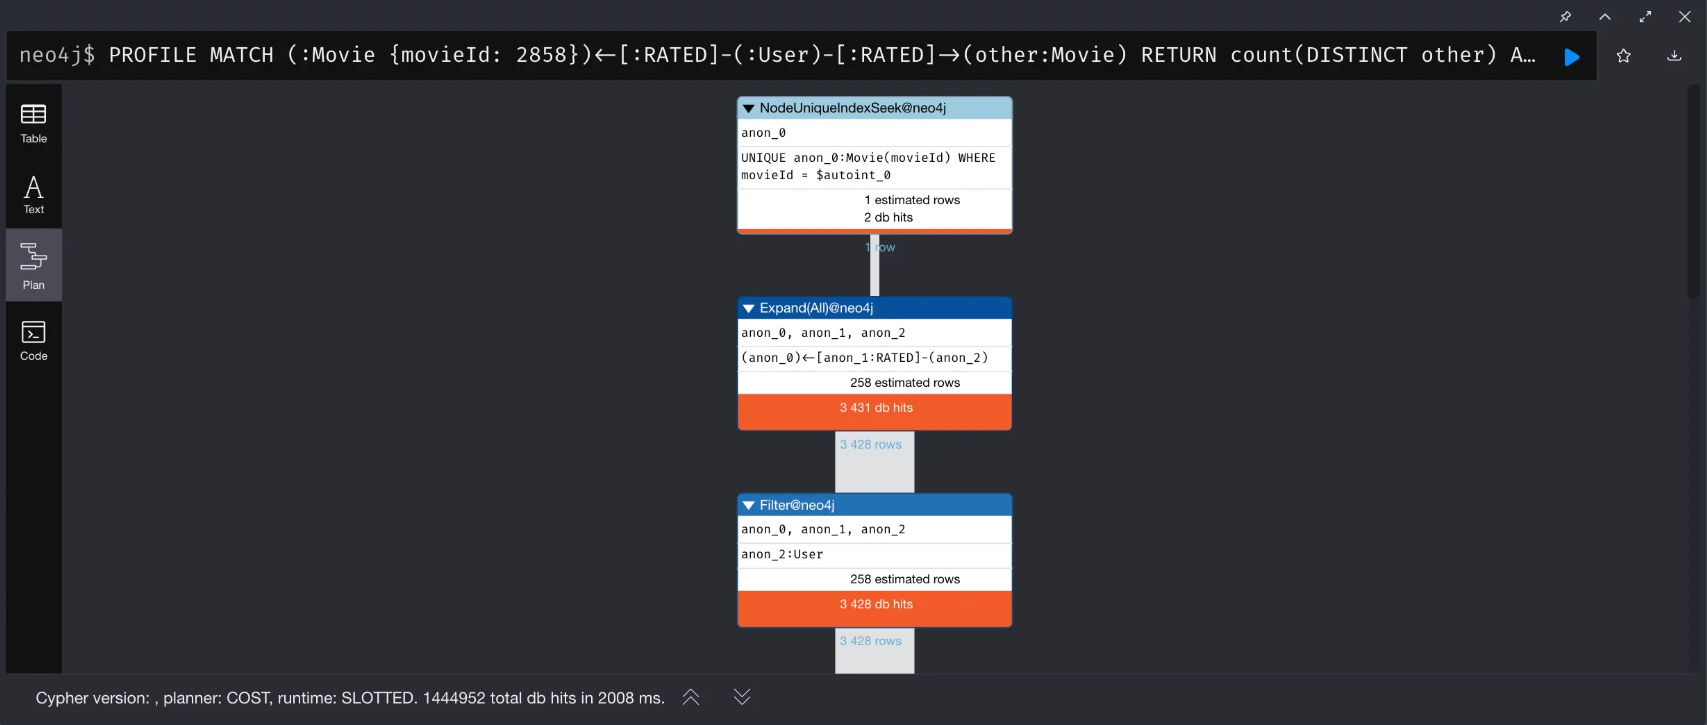 neo4j$ PROFILE MATCH (:Movie {movieId: 2858})←[:RATED]-(:User)-[:RATED]→(other:Movie) RETURN count(DISTINCT other) A…
Table
Text
Plan
Code
NodeUniqueIndexSeek@neo4j
anon_0
UNIQUE anon_0:Movie(movieId) WHERE
movieId = $autoint_0
1 estimated rows
2 db hits
1 row
Expand(All)@neo4j
anon_0, anon_1, anon_2
(anon_0)←[anon_1:RATED]-(anon_2)
258 estimated rows
3 431 db hits
3 428 rows
Filter@neo4j
anon_0, anon_1, anon_2
anon_2:User
258 estimated rows
3 428 db hits
3 428 rows
Cypher version: , planner: COST, runtime: SLOTTED. 1444952 total db hits in 2008 ms.